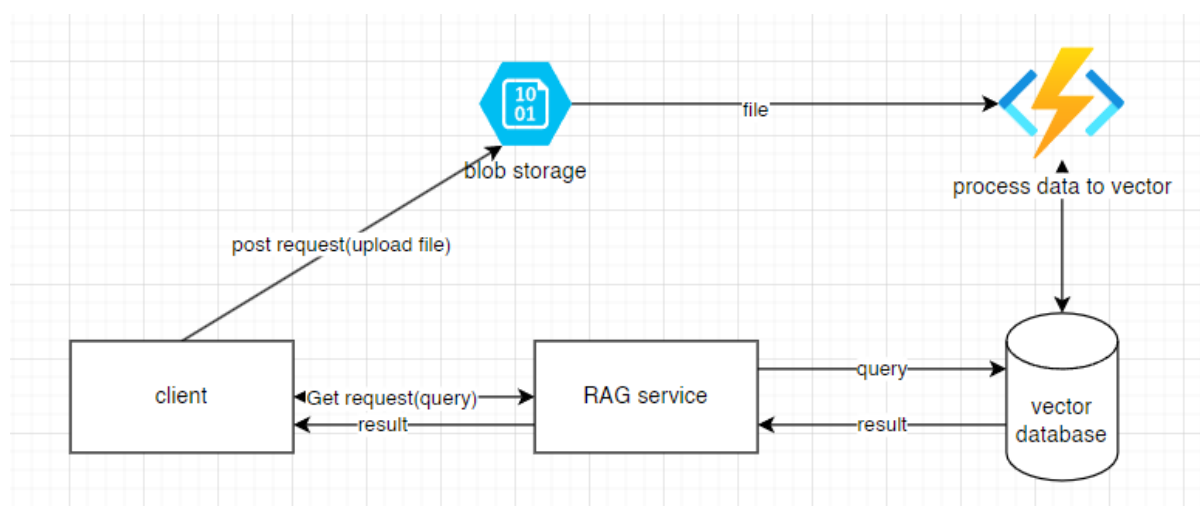 10
01
file
blob storage
process data to vector
post request(upload file)
client
Get request(query)
result
RAG service
query
result
vector
database